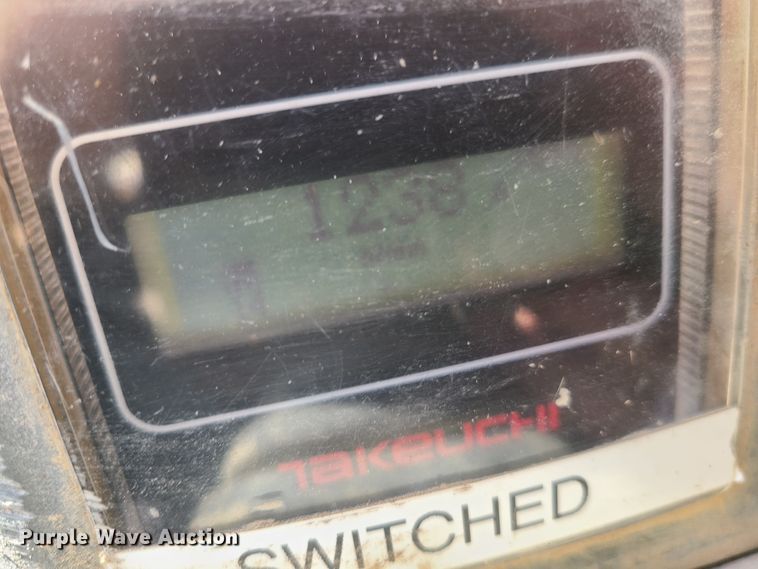 1238
TAKEUCHI
SWITCHED
Purple Wave Auction